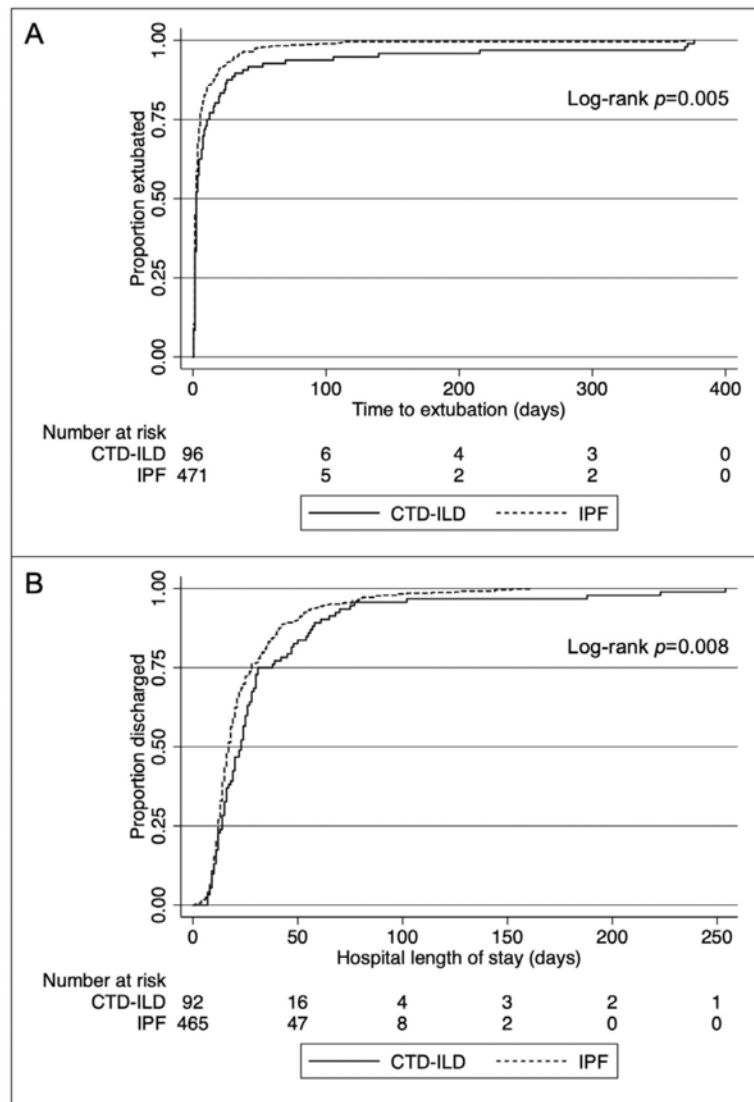 A
1.00
0.75
0.50
0.25
0.00
Proportion extubated
Log-rank p=0.005
0 100 200 300 400
Time to extubation (days)
Number at risk
CTD-ILD 96 6 4 3 0
IPF 471 5 2 2 0
CTD-ILD IPF
B
1.00
0.75
0.50
0.25
0.00
Proportion discharged
Log-rank p=0.008
0 50 100 150 200 250
Hospital length of stay (days)
Number at risk
CTD-ILD 92 16 4 3 2 1
IPF 465 47 8 2 0 0
CTD-ILD IPF